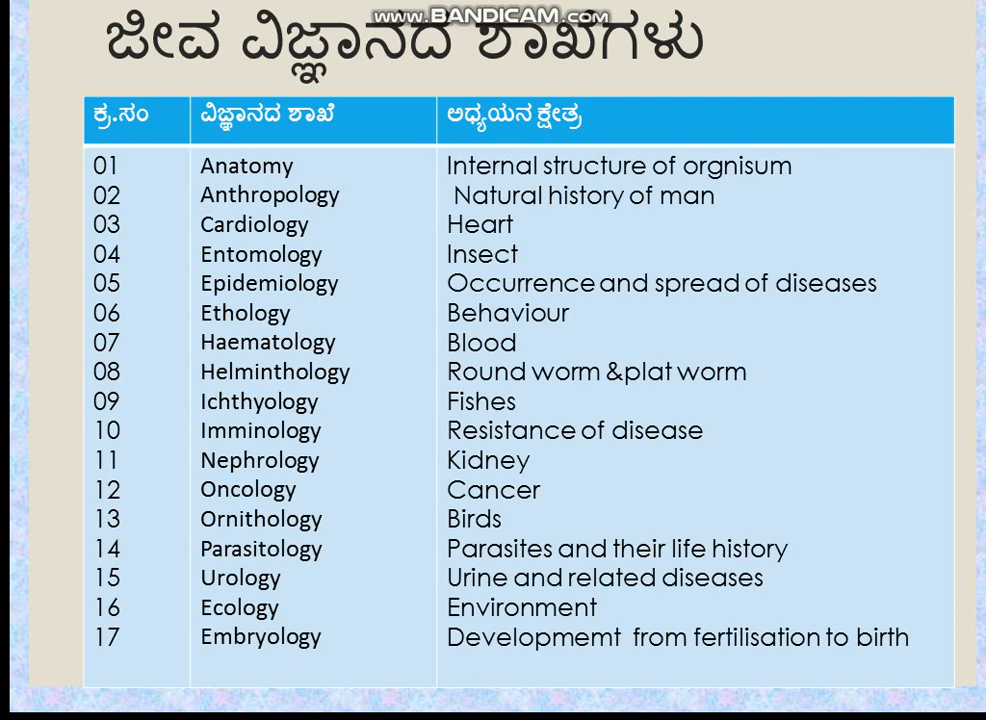 www.BANDICAM.com
ಜೀವ ವಿಜ್ಞಾನದ ಶಾಖೆಗಳು
ಕ್ರ.ಸಂ ವಿಜ್ಞಾನದ ಶಾಖೆ ಅಧ್ಯಯನ ಕ್ಷೇತ್ರ
01 Anatomy Internal structure of orgnisum
02 Anthropology Natural history of man
03 Cardiology Heart
04 Entomology Insect
05 Epidemiology Occurrence and spread of diseases
06 Ethology Behaviour
07 Haematology Blood
08 Helminthology Round worm &plat worm
09 Ichthyology Fishes
10 Imminology Resistance of disease
11 Nephrology Kidney
12 Oncology Cancer
13 Ornithology Birds
14 Parasitology Parasites and their life history
15 Urology Urine and related diseases
16 Ecology Environment
17 Embryology Developmemt from fertilisation to birth